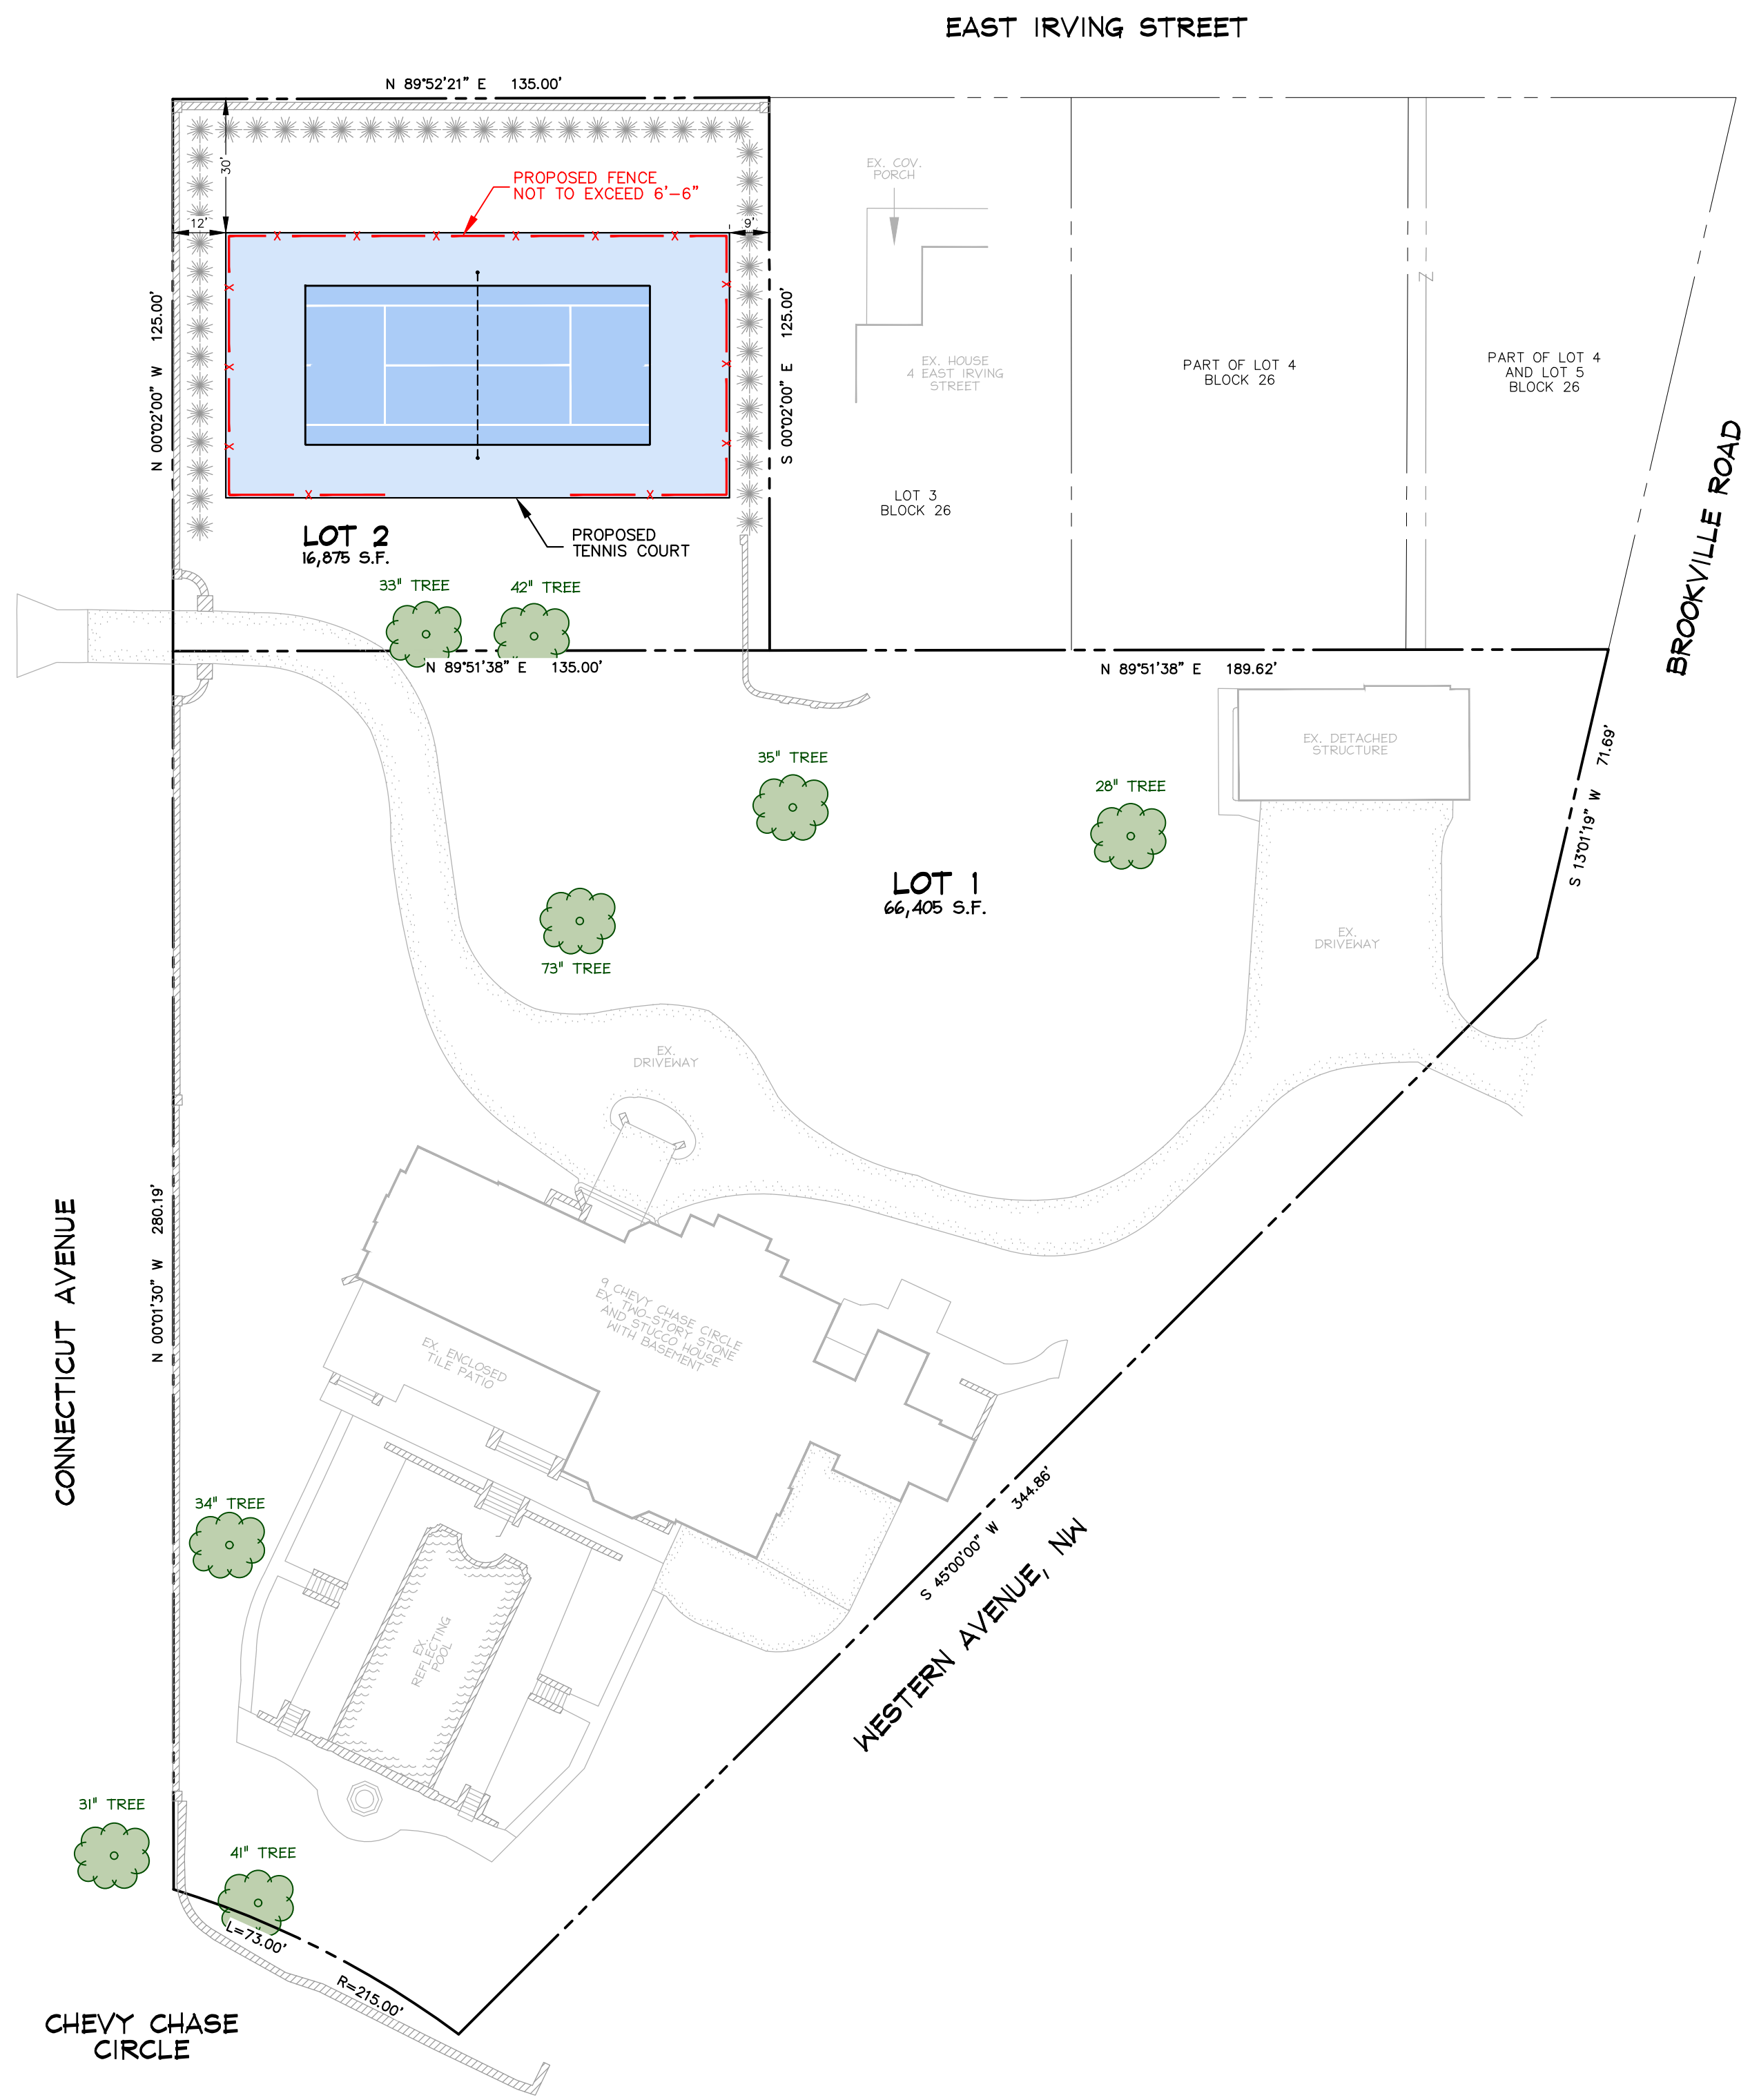 EAST IRVING STREET
N 89°52'21" E 135.00'
30'
PROPOSED FENCE
NOT TO EXCEED 6'-6"
12'
9'
EX. COV.
PORCH
N 00°02'00" W 125.00'
S 00°02'00" E 125.00'
EX. HOUSE
4 EAST IRVING
STREET
PART OF LOT 4
BLOCK 26
PART OF LOT 4
AND LOT 5
BLOCK 26
Z
LOT 3
BLOCK 26
BROOKVILLE ROAD
LOT 2
16,875 S.F.
PROPOSED
TENNIS COURT
33" TREE
42" TREE
N 89°51'38" E 135.00'
N 89°51'38" E 189.62'
EX. DETACHED
STRUCTURE
S 13°01'19" W 71.69'
35" TREE
28" TREE
LOT 1
66,405 S.F.
73" TREE
EX.
DRIVEWAY
EX.
DRIVEWAY
CONNECTICUT AVENUE
N 00°01'30" W 280.19'
9 CHEVY CHASE CIRCLE
EX. TWO-STORY STONE
AND STUCCO HOUSE
WITH BASEMENT
EX. ENCLOSED
TILE PATIO
34" TREE
S 45°00'00" W 344.86'
WESTERN AVENUE, NW
EX.
REFLECTING
POOL
31" TREE
41" TREE
L=73.00'
R=215.00'
CHEVY CHASE
CIRCLE